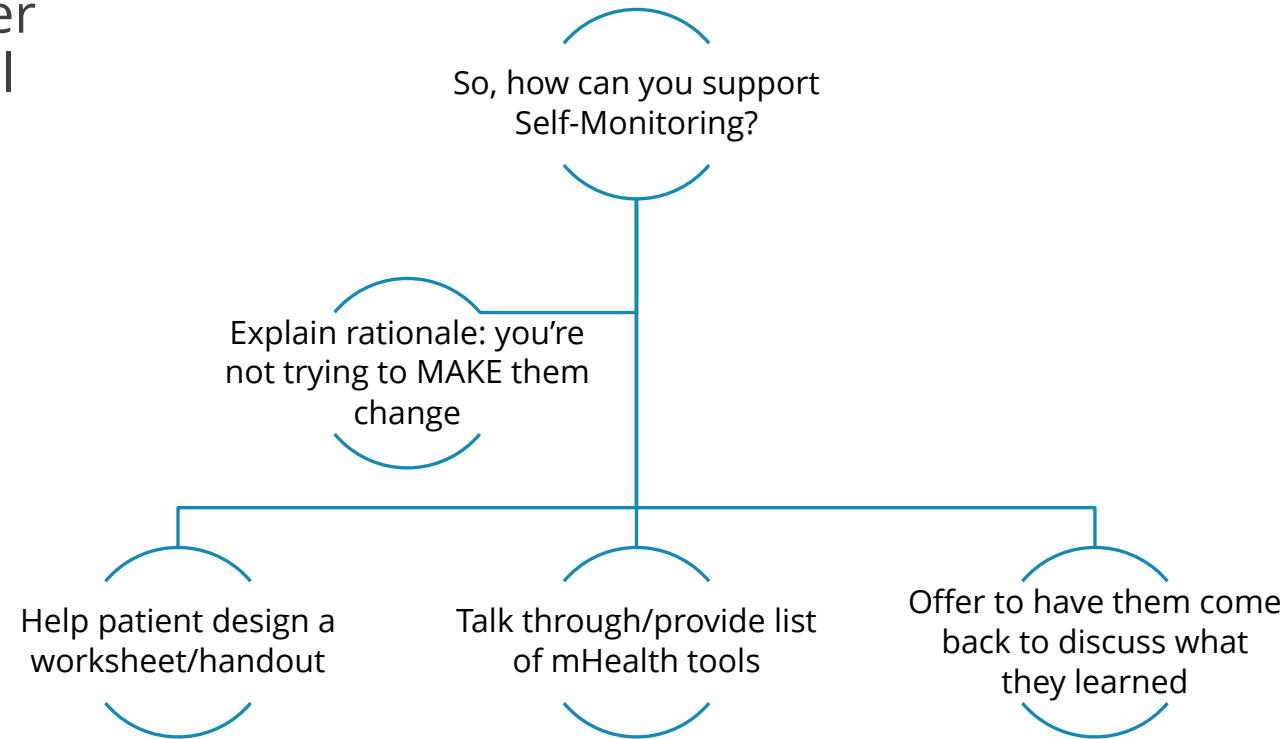 er
l
So, how can you support
Self-Monitoring?
Explain rationale: you're
not trying to MAKE them
change
Help patient design a
worksheet/handout
Talk through/provide list
of mHealth tools
Offer to have them come
back to discuss what
they learned